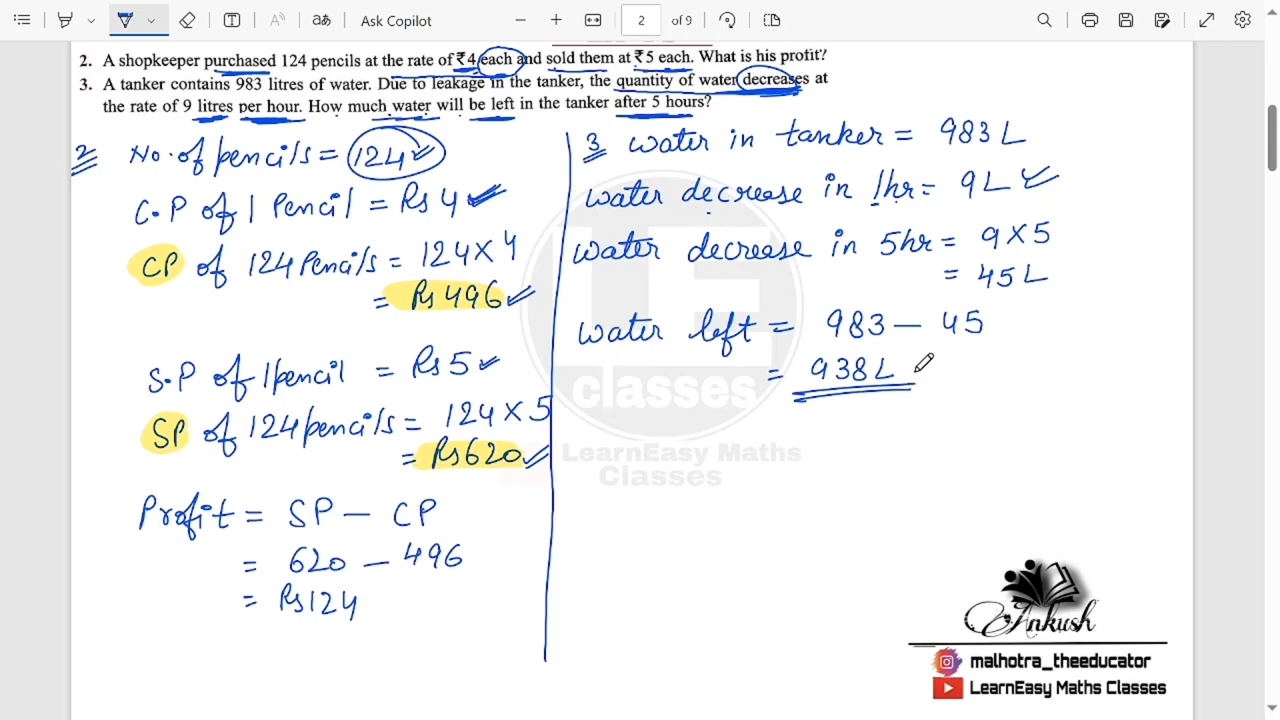 Ask Copilot
2
of 9
2. A shopkeeper purchased 124 pencils at the rate of ₹4 each and sold them at ₹5 each. What is his profit?
3. A tanker contains 983 litres of water. Due to leakage in the tanker, the quantity of water decreases at
the rate of 9 litres per hour. How much water will be left in the tanker after 5 hours?
2 No. of pencils = 124
C.P of 1 Pencil = Rs 4
CP of 124 Pencils = 124 × 4
= Rs 496
S.P of 1 pencil = Rs 5
SP of 124 pencils = 124 × 5
= Rs 620
Profit = SP – CP
= 620 – 496
= Rs 124
3 Water in tanker = 983 L
Water decrease in 1hr = 9 L
Water decrease in 5hr = 9 × 5
= 45 L
Water left = 983 – 45
= 938 L
LE
classes
LearnEasy Maths
Classes
Ankush
malhotra_theeducator
LearnEasy Maths Classes